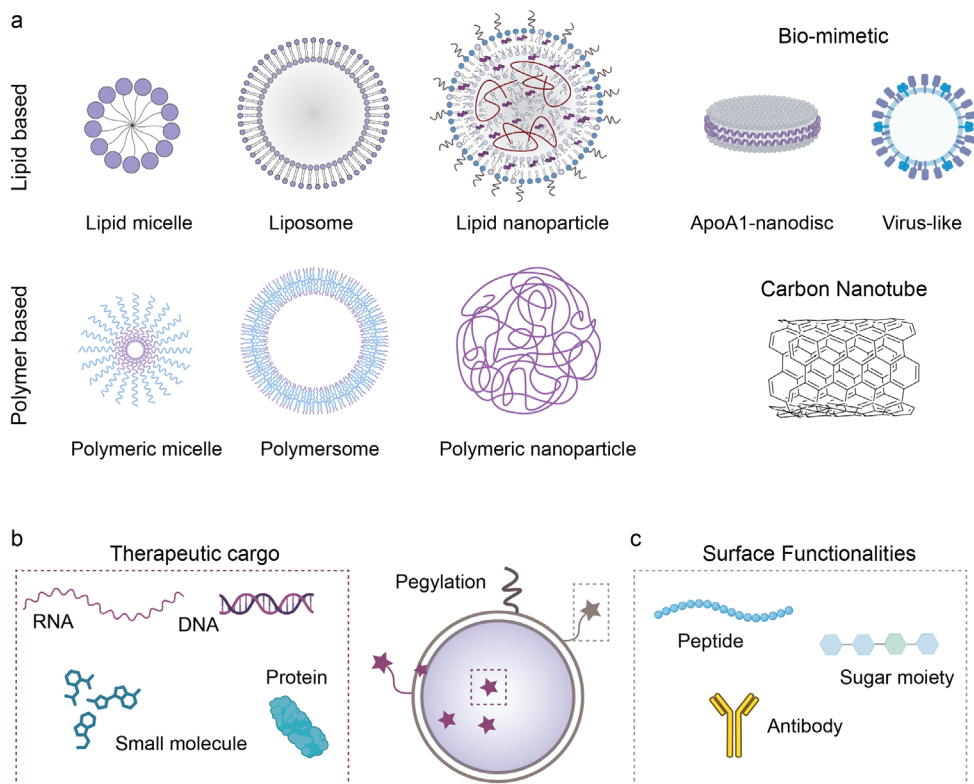 a
Bio-mimetic
Lipid based
Lipid micelle
Liposome
Lipid nanoparticle
ApoA1-nanodisc
Virus-like
Polymer based
Carbon Nanotube
Polymeric micelle
Polymersome
Polymeric nanoparticle
b
Therapeutic cargo
RNA
DNA
Small molecule
Protein
Pegylation
c
Surface Functionalities
Peptide
Sugar moiety
Antibody